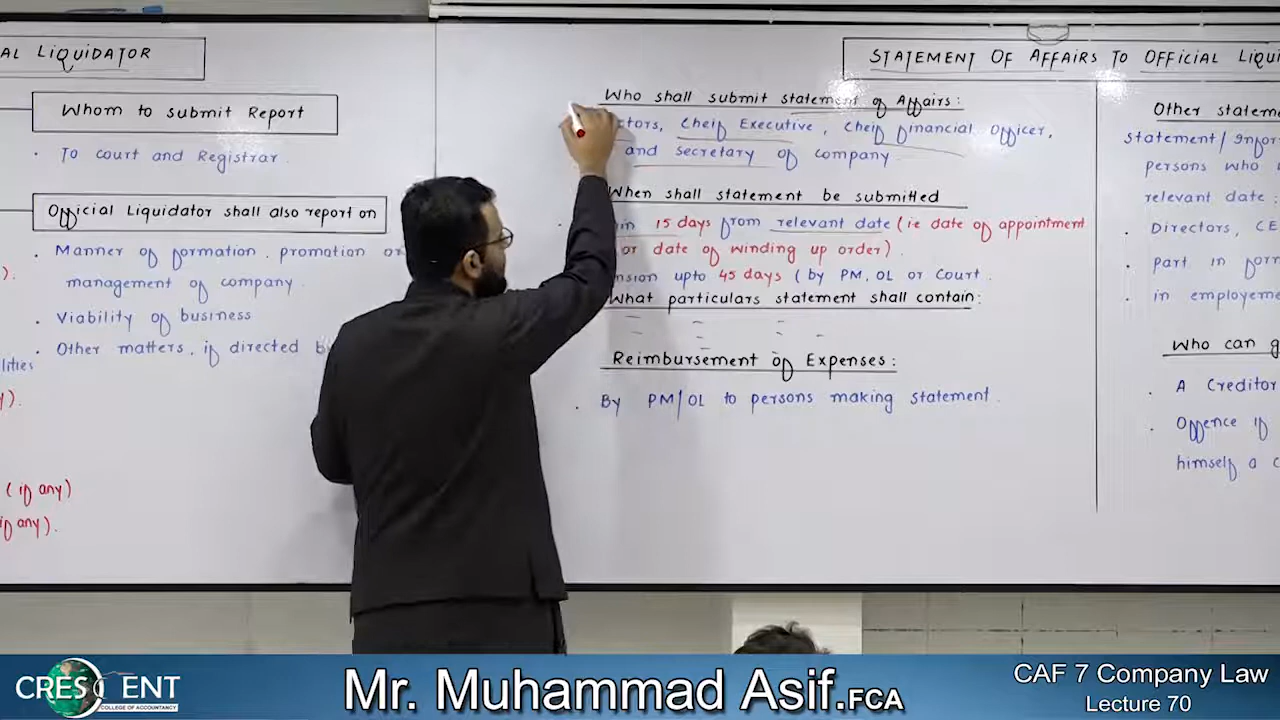 AL LIQUIDATOR
Whom to submit Report
. To court and Registrar.
Official Liquidator shall also report on
. Manner of formation, promotion or
management of company.
. Viability of business
. Other matters, if directed b
).
lities
y).
( if any)
if any).
STATEMENT OF AFFAIRS TO OFFICIAL LIQUI
Who shall submit statement of Affairs:
ctors, Cheif Executive, Cheif financial officer,
and secretary of company
When shall statement be submitted
. in 15 days from relevant date (ie date of appointment
or date of winding up order).
nsion upto 45 days (by PM, OL or Court.
What particulars statement shall contain:
Reimbursement of Expenses:
. By PM/OL to persons making statement.
Other stateme
statement/Infor
persons who
relevant date:
. Directors, CE
. part in form
. in employeme
Who can g
. A Creditor
. Offence if
himself a c
CRESCENT
COLLEGE OF ACCOUNTANCY
Mr. Muhammad Asif.FCA
CAF 7 Company Law
Lecture 70